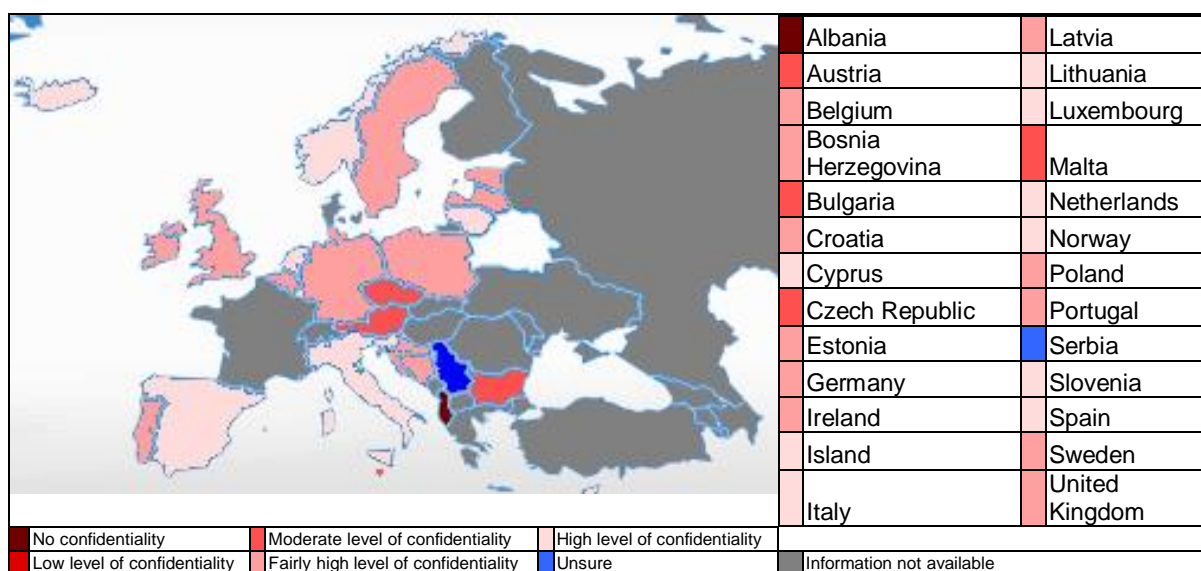 Albania
Latvia
Austria
Lithuania
Belgium
Luxembourg
Bosnia
Herzegovina
Malta
Bulgaria
Netherlands
Croatia
Norway
Cyprus
Poland
Czech Republic
Portugal
Estonia
Serbia
Germany
Slovenia
Ireland
Spain
Island
Sweden
Italy
United
Kingdom
No confidentiality
Moderate level of confidentiality
High level of confidentiality
Low level of confidentiality
Fairly high level of confidentiality
Unsure
Information not available